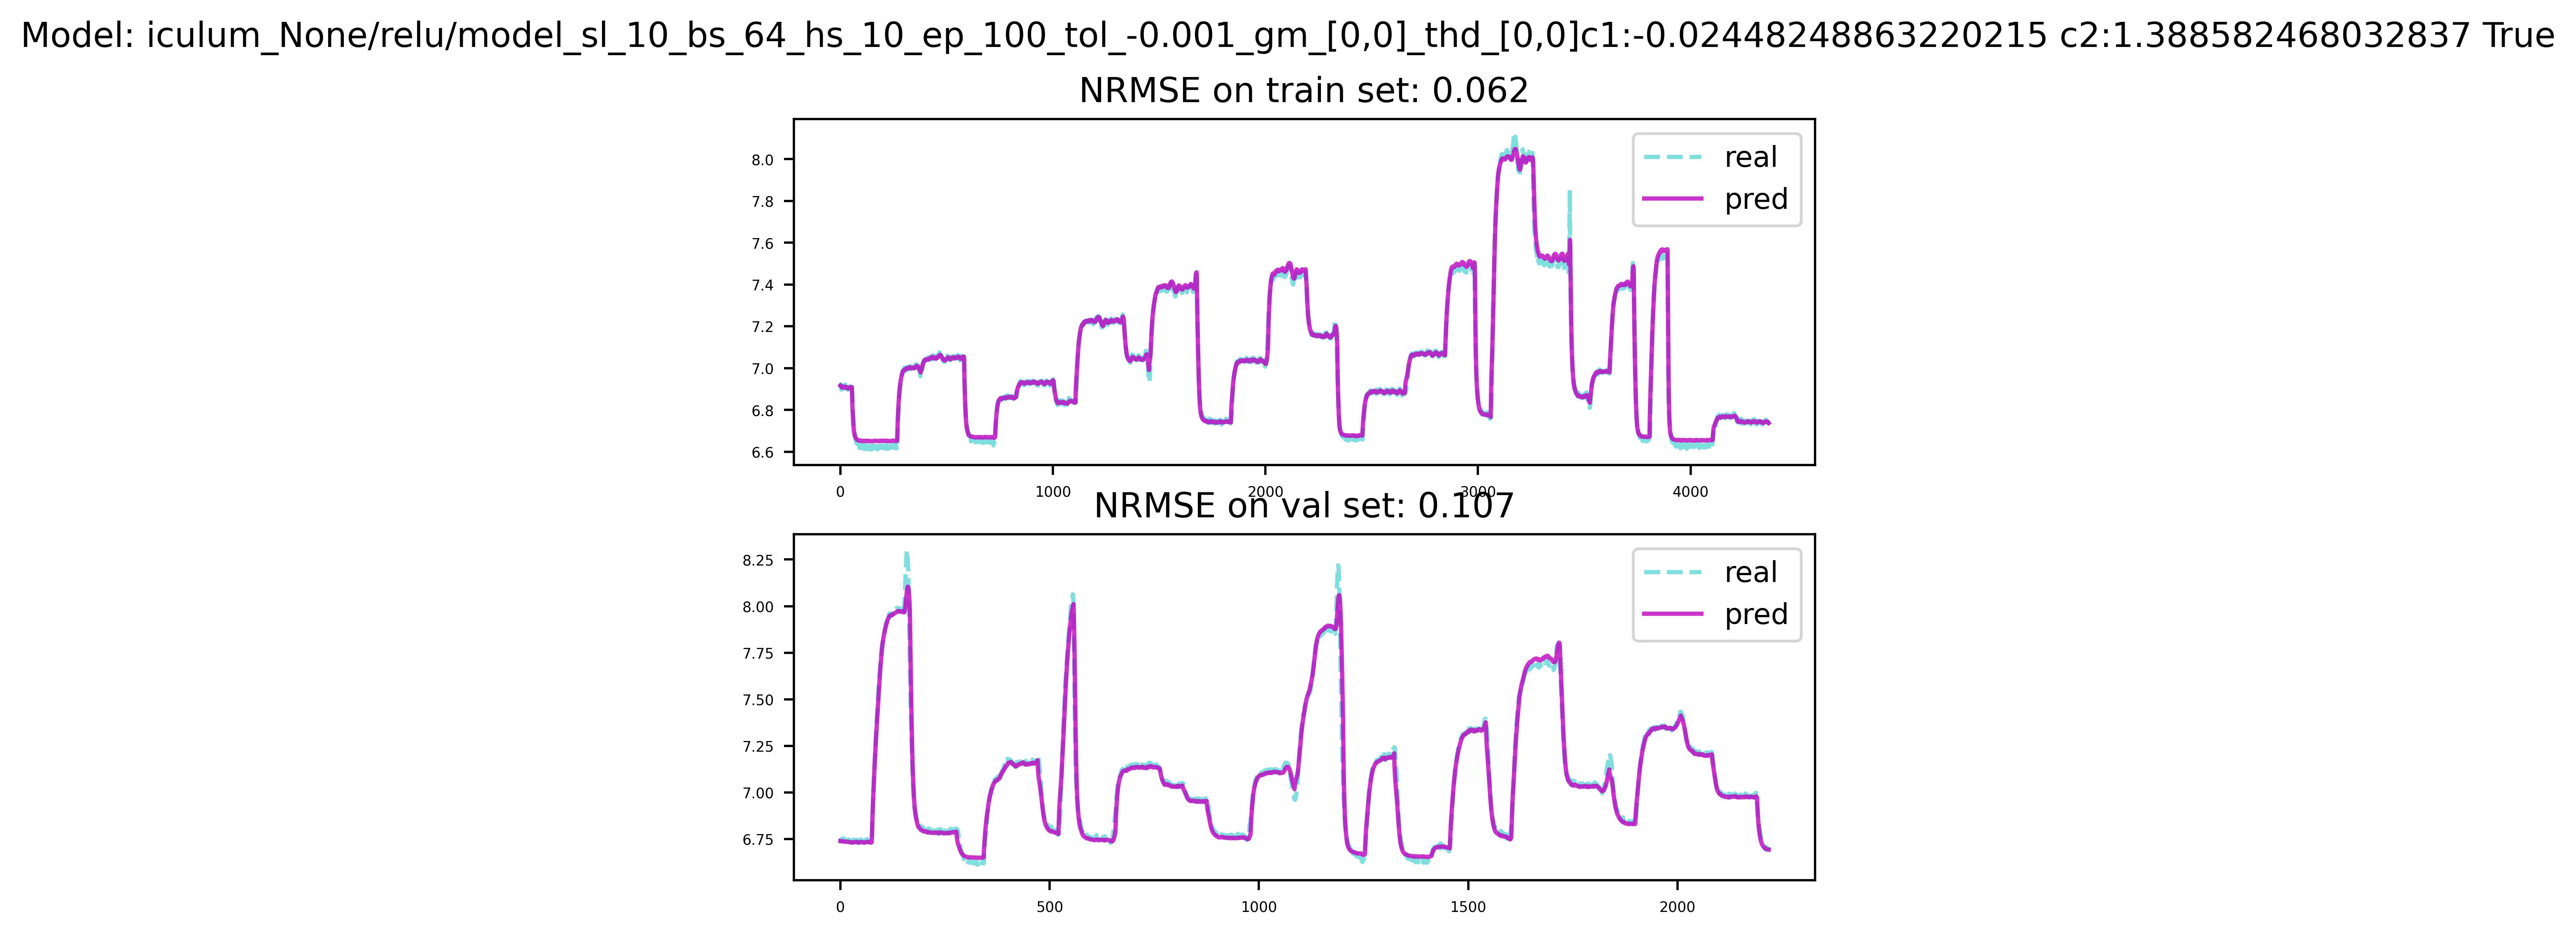 Model: iculum_None/relu/model_sl_10_bs_64_hs_10_ep_100_tol_-0.001_gm_[0,0]_thd_[0,0]c1:-0.02448248863220215 c2:1.388582468032837 True
NRMSE on train set: 0.062
real
pred
8.0
7.8
7.6
7.4
7.2
7.0
6.8
6.6
0 1000 2000 3000 4000
NRMSE on val set: 0.107
real
pred
8.25
8.00
7.75
7.50
7.25
7.00
6.75
0 500 1000 1500 2000